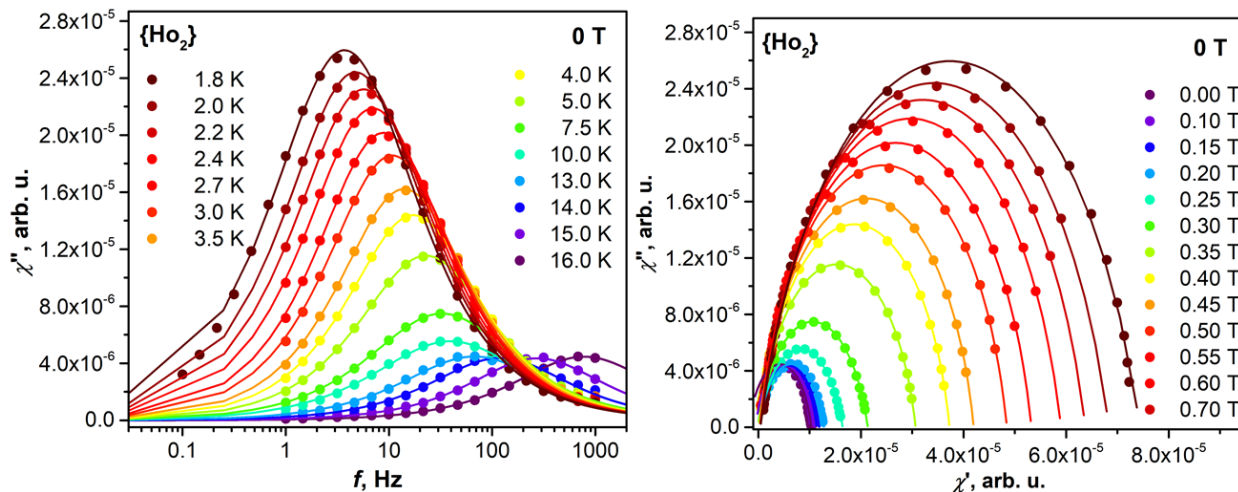 {Ho₂}
0 T
1.8 K
2.0 K
2.2 K
2.4 K
2.7 K
3.0 K
3.5 K
4.0 K
5.0 K
7.5 K
10.0 K
13.0 K
14.0 K
15.0 K
16.0 K
2.8x10⁻⁵
2.4x10⁻⁵
2.0x10⁻⁵
1.6x10⁻⁵
1.2x10⁻⁵
8.0x10⁻⁶
4.0x10⁻⁶
0.0
χ'', arb. u.
0.1
1
10
100
1000
f, Hz
{Ho₂}
0 T
0.00 T
0.10 T
0.15 T
0.20 T
0.25 T
0.30 T
0.35 T
0.40 T
0.45 T
0.50 T
0.55 T
0.60 T
0.70 T
2.8x10⁻⁵
2.4x10⁻⁵
2.0x10⁻⁵
1.6x10⁻⁵
1.2x10⁻⁵
8.0x10⁻⁶
4.0x10⁻⁶
0.0
χ'', arb. u.
0.0
2.0x10⁻⁵
4.0x10⁻⁵
6.0x10⁻⁵
8.0x10⁻⁵
χ', arb. u.